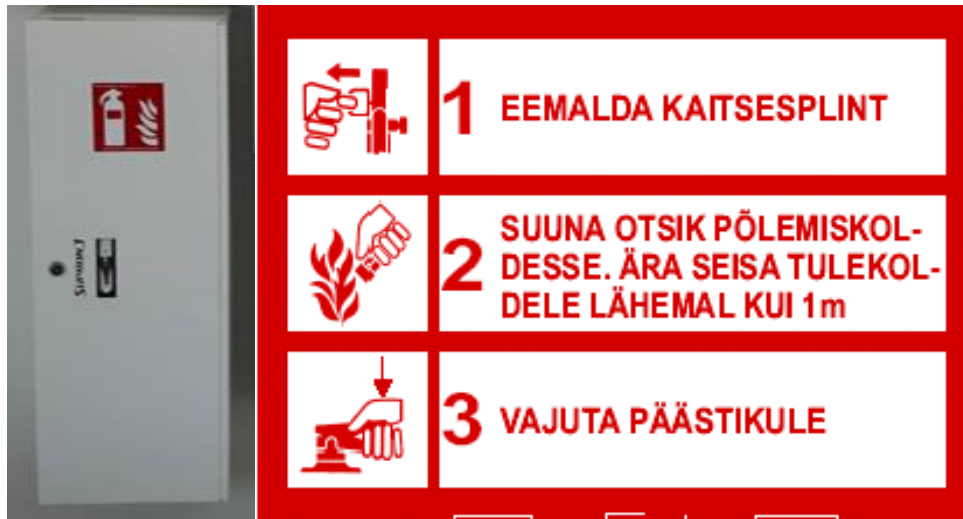 1 EEMALDA KAITSESPLINT
2 SUUNA OTSIK PÕLEMISKOL-
DESSE. ÄRA SEISA TULEKOL-
DELE LÄHEMAL KUI 1m
3 VAJUTA PÄÄSTIKULE